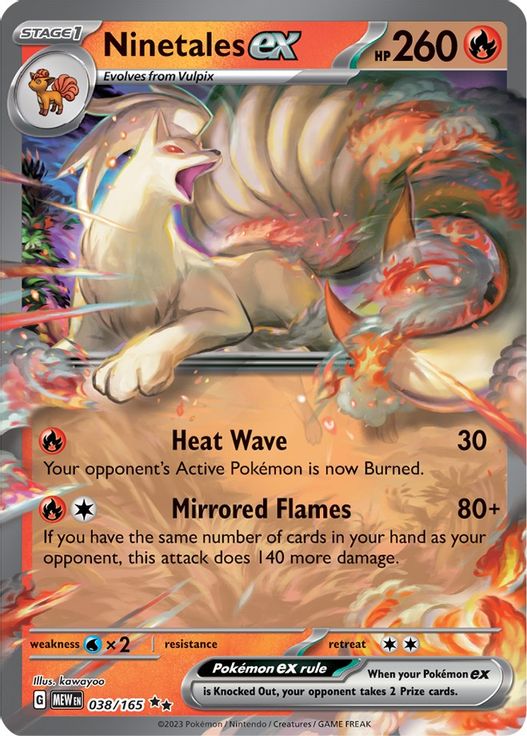 STAGE1
Ninetales ex
HP 260
Evolves from Vulpix
Heat Wave 30
Your opponent's Active Pokémon is now Burned.
Mirrored Flames 80+
If you have the same number of cards in your hand as your
opponent, this attack does 140 more damage.
weakness ×2 resistance retreat
Pokémon ex rule When your Pokémon ex
is Knocked Out, your opponent takes 2 Prize cards.
Illus. kawayoo
G MEW EN 038/165
©2023 Pokémon / Nintendo / Creatures / GAME FREAK